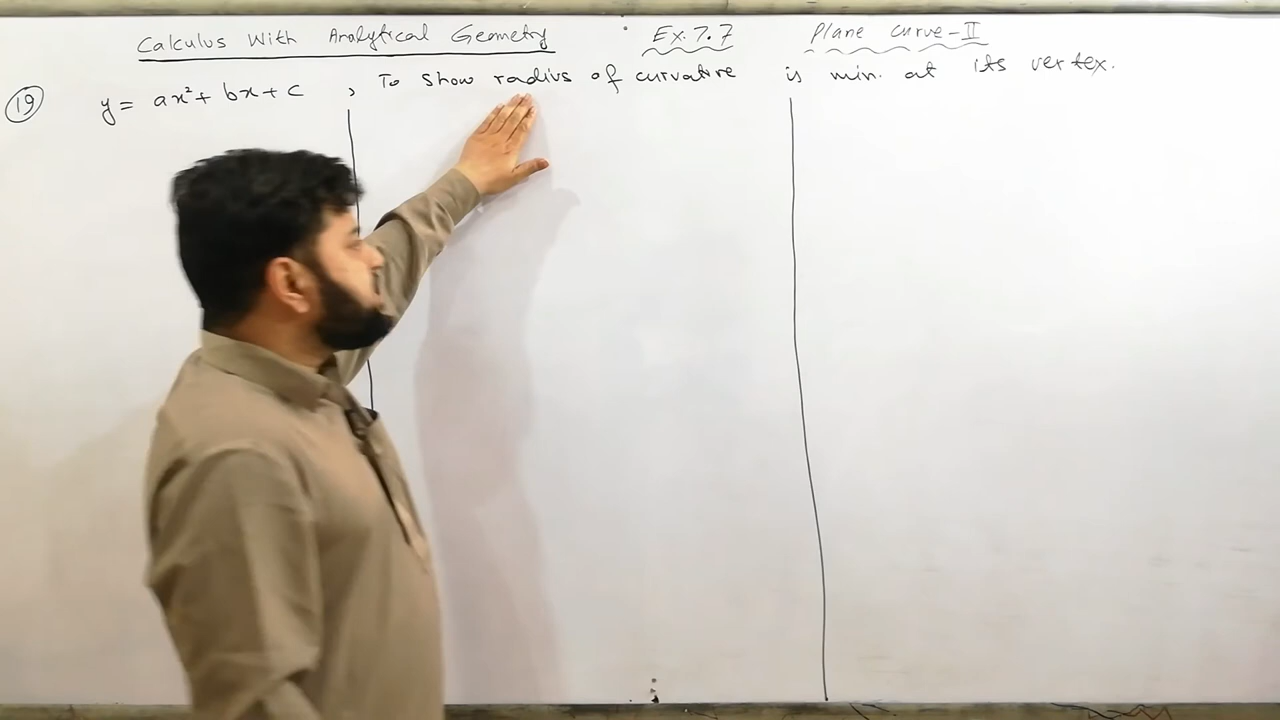 Calculus With Analytical Geometry Ex. 7.7 Plane Curve-II
19 y = ax² + bx + c , To show radius of curvature is min. at its vertex.